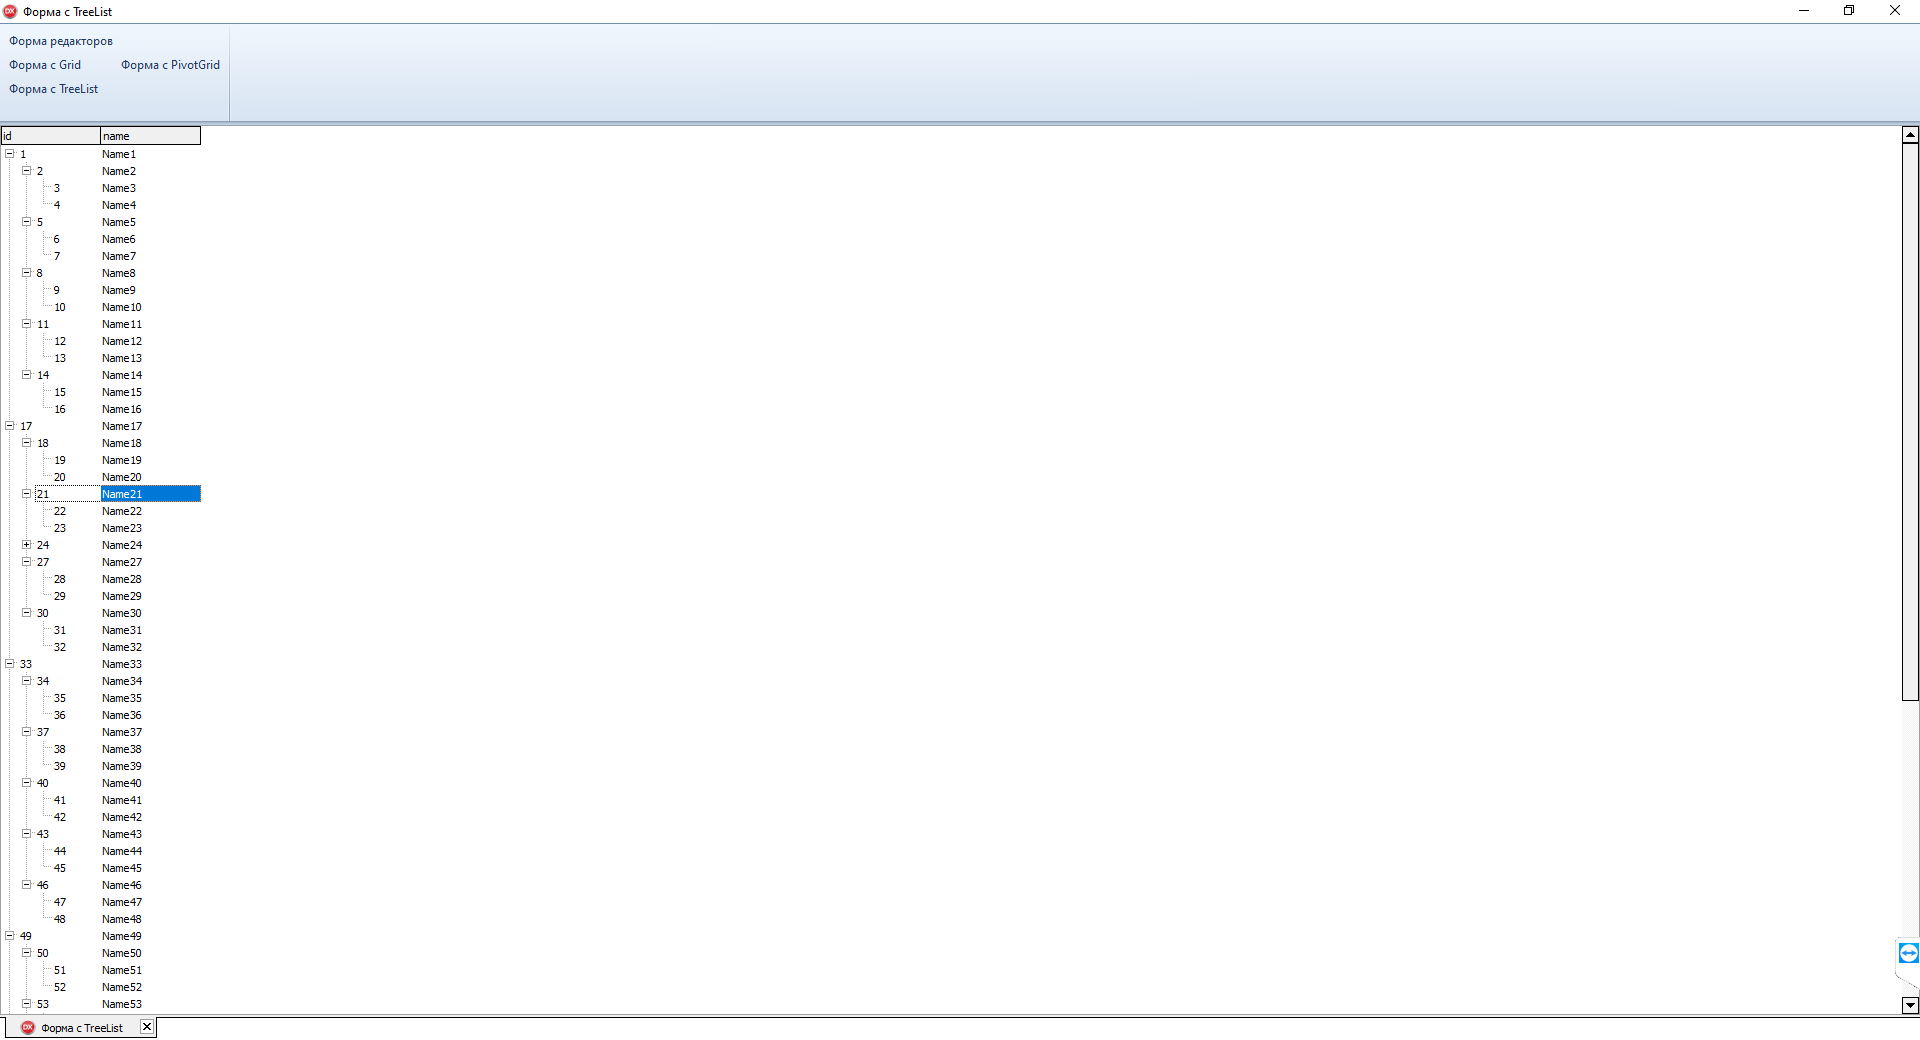 DX Форма с TreeList
Форма редакторов
Форма с Grid Форма с PivotGrid
Форма с TreeList
id name
1 Name1
2 Name2
3 Name3
4 Name4
5 Name5
6 Name6
7 Name7
8 Name8
9 Name9
10 Name10
11 Name11
12 Name12
13 Name13
14 Name14
15 Name15
16 Name16
17 Name17
18 Name18
19 Name19
20 Name20
21 Name21
22 Name22
23 Name23
24 Name24
27 Name27
28 Name28
29 Name29
30 Name30
31 Name31
32 Name32
33 Name33
34 Name34
35 Name35
36 Name36
37 Name37
38 Name38
39 Name39
40 Name40
41 Name41
42 Name42
43 Name43
44 Name44
45 Name45
46 Name46
47 Name47
48 Name48
49 Name49
50 Name50
51 Name51
52 Name52
53 Name53
DX Форма с TreeList